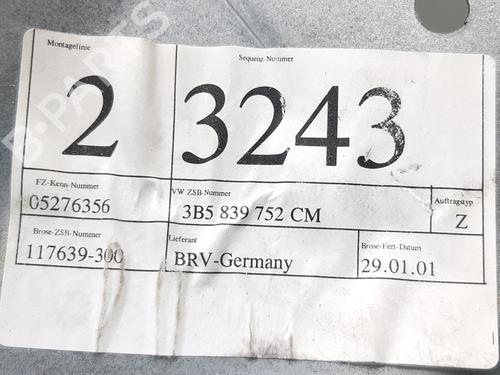 Montagelinie
Sequenz-Nummer
2
3243
FZ-Kenn-Nummer
05276356
VW ZSB-Nummer
3B5 839 752 CM
Auftragstyp
Z
Brose-ZSB-Nummer
117639-300
Lieferant
BRV-Germany
Brose-Fert-Datum
29.01.01
B-PARTS